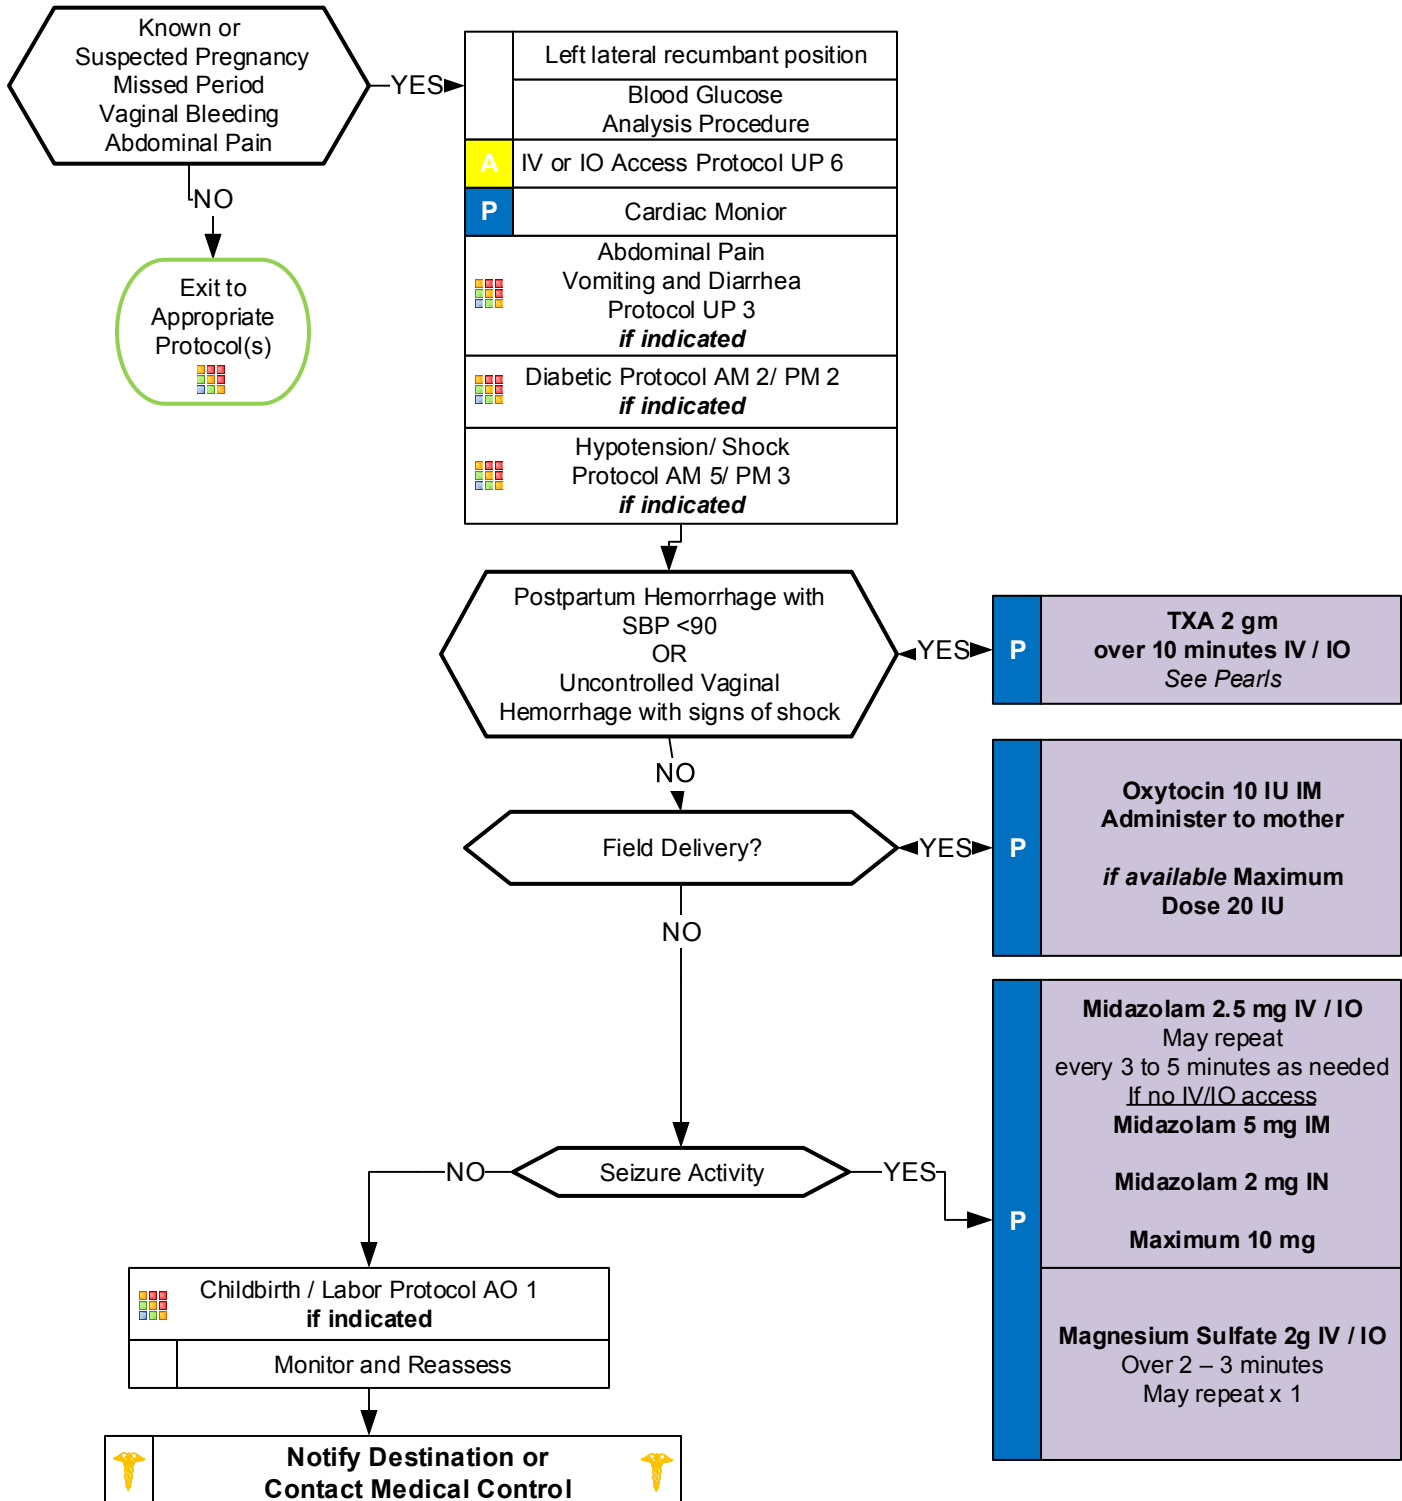 Known or
Suspected Pregnancy
Missed Period
Vaginal Bleeding
Abdominal Pain
YES
NO
Exit to
Appropriate
Protocol(s)
Left lateral recumbant position
Blood Glucose
Analysis Procedure
A
IV or IO Access Protocol UP 6
P
Cardiac Monior
Abdominal Pain
Vomiting and Diarrhea
Protocol UP 3
if indicated
Diabetic Protocol AM 2/ PM 2
if indicated
Hypotension/ Shock
Protocol AM 5/ PM 3
if indicated
Postpartum Hemorrhage with
SBP <90
OR
Uncontrolled Vaginal
Hemorrhage with signs of shock
YES
P
TXA 2 gm
over 10 minutes IV / IO
See Pearls
NO
Field Delivery?
YES
P
Oxytocin 10 IU IM
Administer to mother
if available Maximum
Dose 20 IU
NO
Seizure Activity
YES
P
Midazolam 2.5 mg IV / IO
May repeat
every 3 to 5 minutes as needed
If no IV/IO access
Midazolam 5 mg IM
Midazolam 2 mg IN
Maximum 10 mg
Magnesium Sulfate 2g IV / IO
Over 2 – 3 minutes
May repeat x 1
NO
Childbirth / Labor Protocol AO 1
if indicated
Monitor and Reassess
Notify Destination or
Contact Medical Control